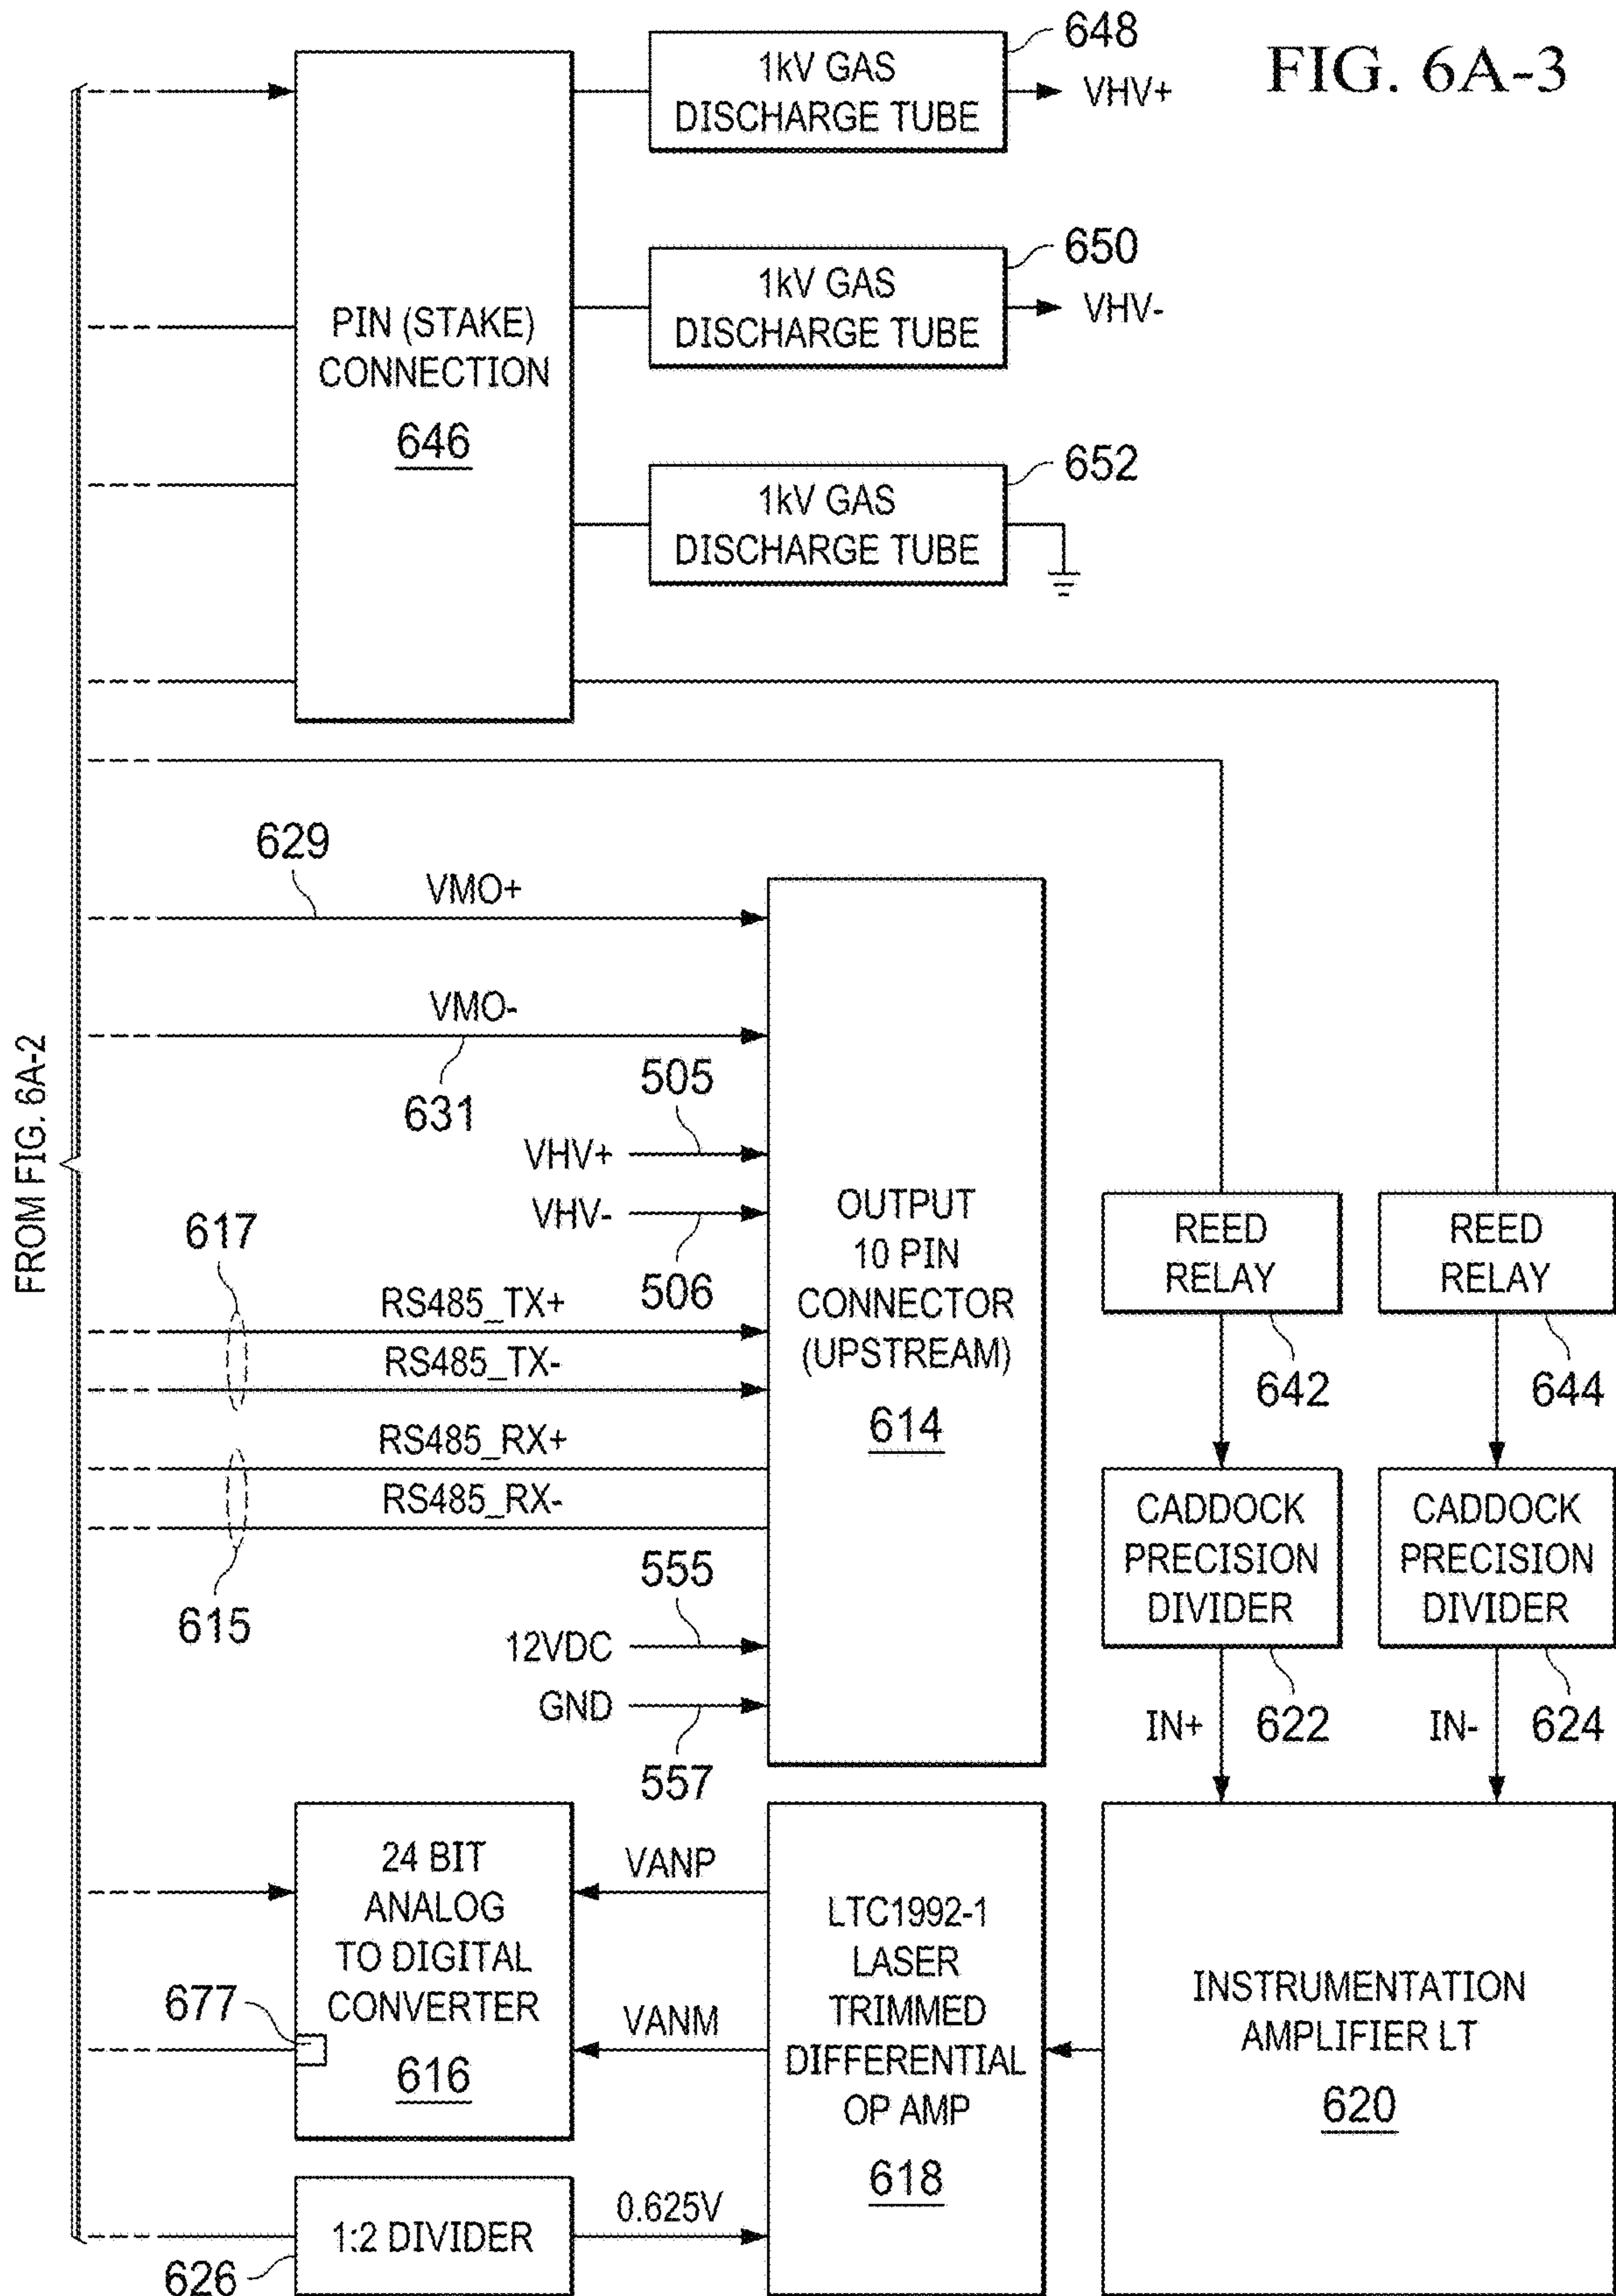 FIG. 6A-3
648
1kV GAS
DISCHARGE TUBE
VHV+
650
1kV GAS
DISCHARGE TUBE
VHV-
PIN (STAKE)
CONNECTION
646
652
1kV GAS
DISCHARGE TUBE
629
VMO+
VMO-
631
505
VHV+
VHV-
506
FROM FIG. 6A-2
617
RS485_TX+
RS485_TX-
RS485_RX+
RS485_RX-
615
555
12VDC
GND
557
OUTPUT
10 PIN
CONNECTOR
(UPSTREAM)
614
REED
RELAY
642
REED
RELAY
644
CADDOCK
PRECISION
DIVIDER
622
CADDOCK
PRECISION
DIVIDER
624
IN+
IN-
24 BIT
ANALOG
TO DIGITAL
CONVERTER
616
677
VANP
VANM
LTC1992-1
LASER
TRIMMED
DIFFERENTIAL
OP AMP
618
INSTRUMENTATION
AMPLIFIER LT
620
1:2 DIVIDER
626
0.625V